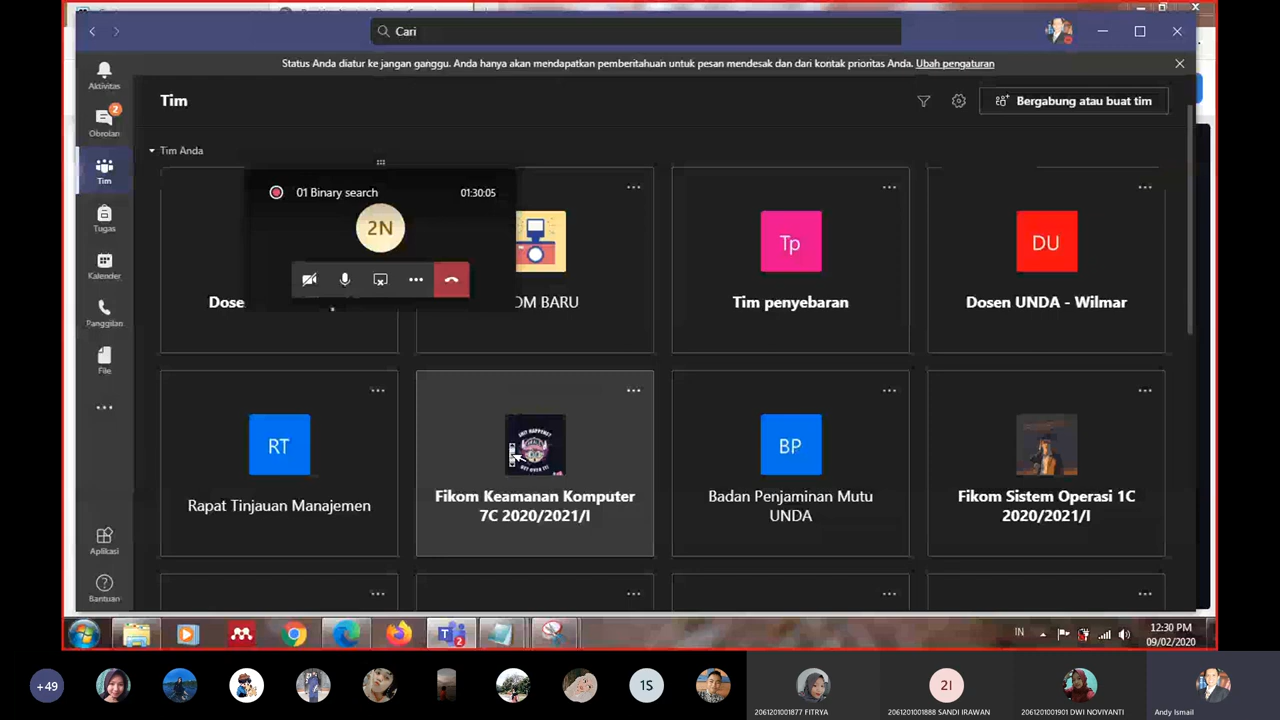 Cari
Status Anda diatur ke jangan ganggu. Anda hanya akan mendapatkan pemberitahuan untuk pesan mendesak dan dari kontak prioritas Anda. Ubah pengaturan
Aktivitas
2
Obrolan
Tim
Tugas
Kalender
Panggilan
File
Aplikasi
Bantuan
Tim
Bergabung atau buat tim
Tim Anda
01 Binary search
01:30:05
2N
Dose
OM BARU
Tp
Tim penyebaran
DU
Dosen UNDA - Wilmar
RT
Rapat Tinjauan Manajemen
Fikom Keamanan Komputer
7C 2020/2021/I
BP
Badan Penjaminan Mutu
UNDA
Fikom Sistem Operasi 1C
2020/2021/I
2
IN
12:30 PM
09/02/2020
+49
1S
2061201001877 FITRYA
2I
2061201001888 SANDI IRAWAN
2061201001901 DWI NOVIYANTI
Andy Ismail